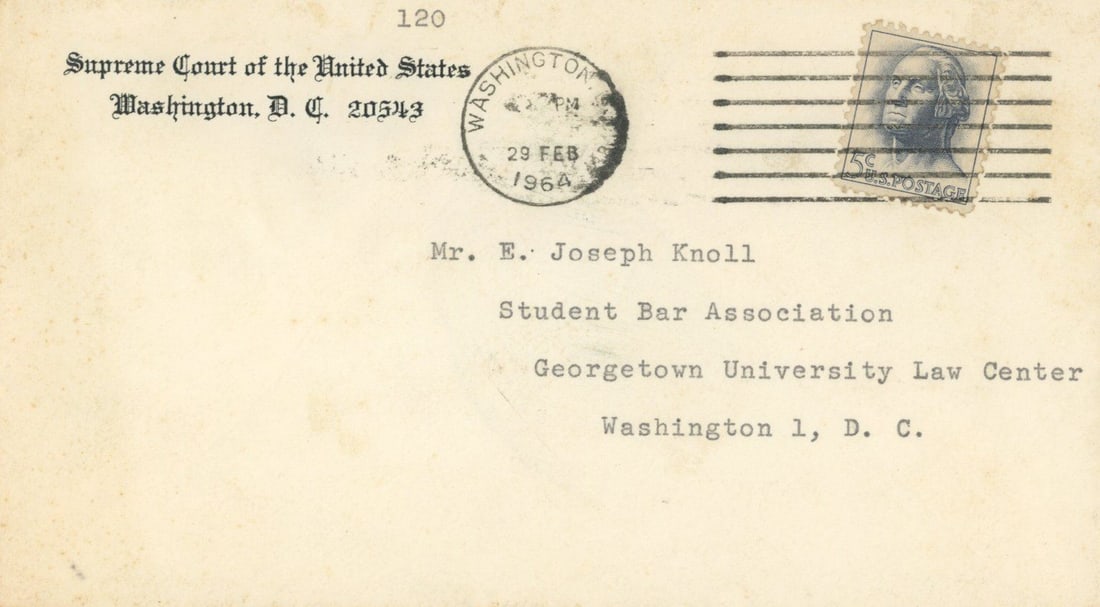 120
Supreme Court of the United States
Washington, D. C. 20543
WASHINGTON
PM
29 FEB
1964
5c
U.S. POSTAGE
Mr. E. Joseph Knoll
Student Bar Association
Georgetown University Law Center
Washington 1, D. C.